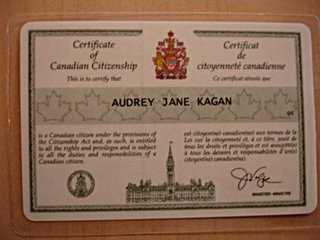 Certificate of
Canadian Citizenship
This is to certify that
Certificat de
citoyenneté canadienne
Ce certificat atteste que
AUDREY JANE KAGAN
05
is a Canadian citizen under the provisions of
the Citizenship Act and, as such, is entitled
to all the rights and privileges and is subject
to all the duties and responsibilities of a
Canadian citizen.
est citoyen(ne) canadien(ne) aux termes de la
Loi sur la citoyenneté et, à ce titre, jouit de
tous les droits et privilèges et est assujetti(e)
à tous les devoirs et responsabilités d'un(e)
citoyen(ne) canadien(ne).
MINISTER-MINISTRE